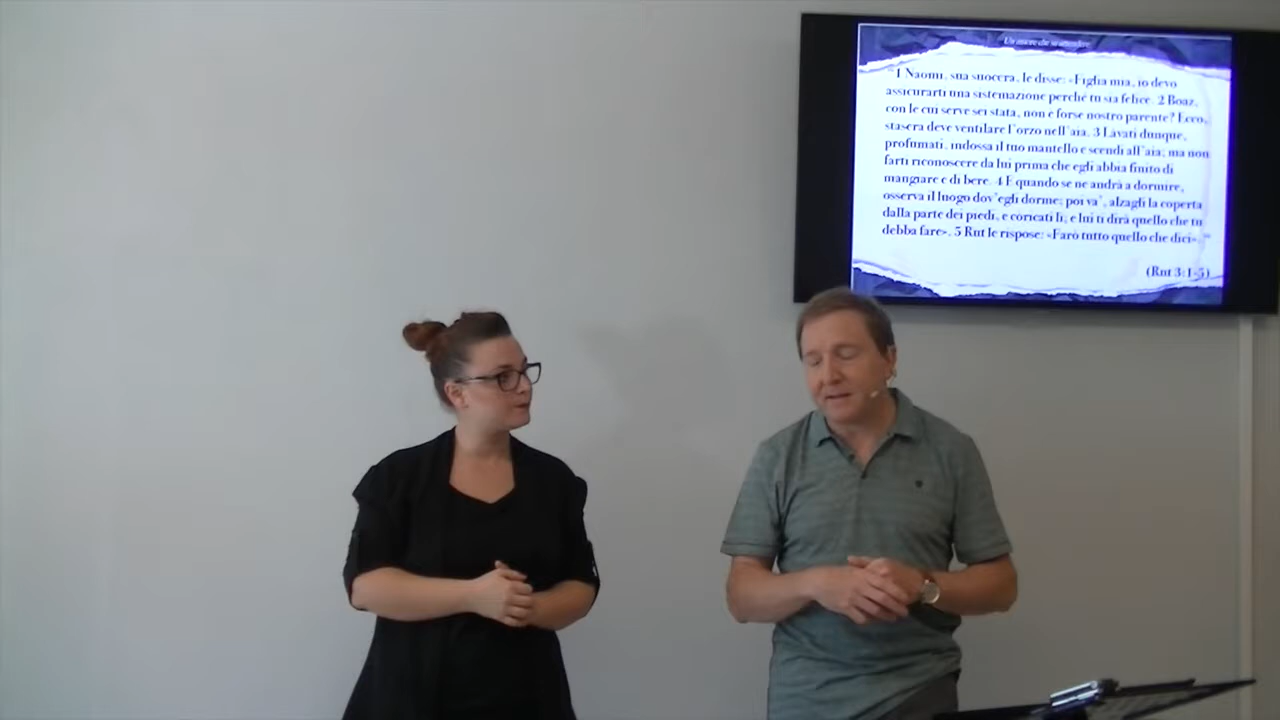 Un amore che si arrende
"1 Naomi, sua suocera, le disse: «Figlia mia, io devo
assicurarti una sistemazione perché tu sia felice. 2 Boaz,
con le cui serve sei stata, non è forse nostro parente? Ecco,
stasera deve ventilare l'orzo nell'aia. 3 Làvati dunque,
profumati, indossa il tuo mantello e scendi all'aia; ma non
farti riconoscere da lui prima che egli abbia finito di
mangiare e di bere. 4 E quando se ne andrà a dormire,
osserva il luogo dov'egli dorme; poi va', alzagli la coperta
dalla parte dei piedi, e còricati lì; e lui ti dirà quello che tu
debba fare». 5 Rut le rispose: «Farò tutto quello che dici»."
(Rut 3:1-5)